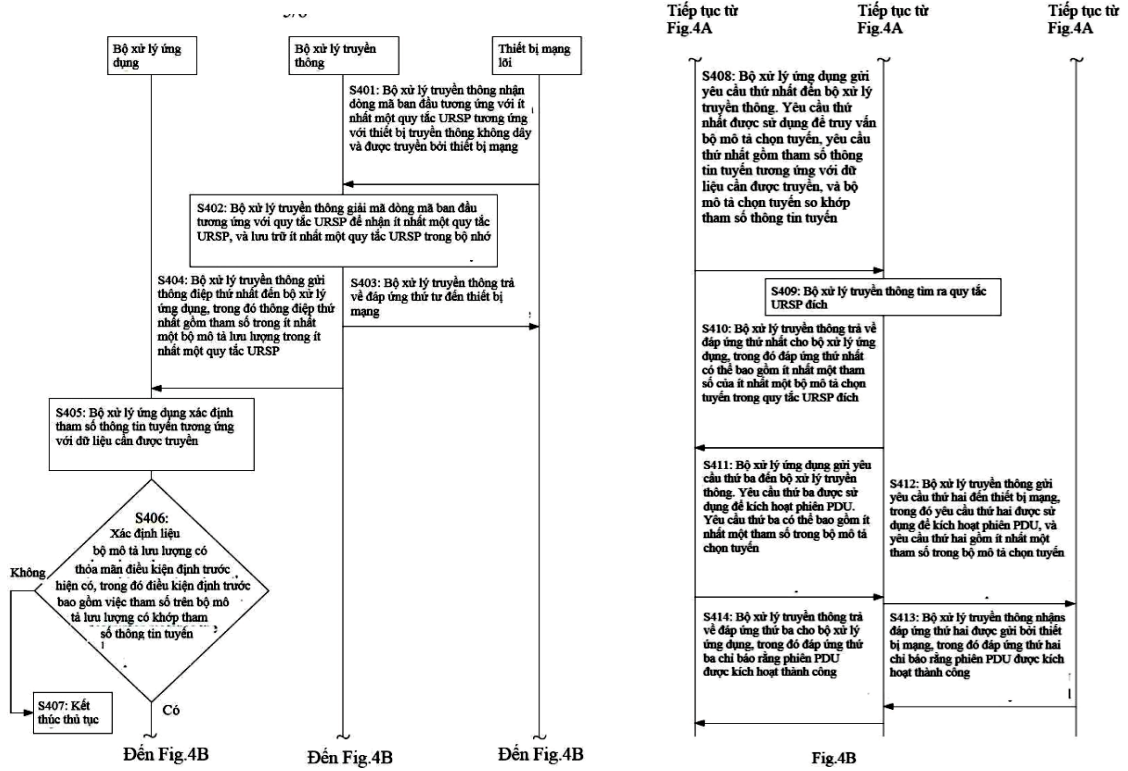 Bộ xử lý ứng
dụng
Bộ xử lý truyền
thông
Thiết bị mạng
lõi
S401: Bộ xử lý truyền thông nhận
dòng mã ban đầu tương ứng với ít
nhất một quy tắc URSP tương ứng
với thiết bị truyền thông không dây
và được truyền bởi thiết bị mạng
S402: Bộ xử lý truyền thông giải mã dòng mã ban đầu
tương ứng với quy tắc URSP để nhận ít nhất một quy tắc
URSP, và lưu trữ ít nhất một quy tắc URSP trong bộ nhớ
S404: Bộ xử lý truyền thông gửi
thông điệp thứ nhất đến bộ xử lý
ứng dụng, trong đó thông điệp thứ
nhất gồm tham số trong ít nhất
một bộ mô tả lưu lượng trong ít
nhất một quy tắc URSP
S403: Bộ xử lý truyền thông trả
về đáp ứng thứ tư đến thiết bị
mạng
S405: Bộ xử lý ứng dụng xác định
tham số thông tin tuyến tương ứng
với dữ liệu cần được truyền
S406:
Xác định liệu
bộ mô tả lưu lượng có
thỏa mãn điều kiện định trước
hiện có, trong đó điều kiện định trước
bao gồm việc tham số trên bộ mô
tả lưu lượng có khớp tham
số thông tin tuyến
Không
S407: Kết
thúc thủ tục
Có
Đến Fig.4B
Đến Fig.4B
Đến Fig.4B
Tiếp tục từ
Fig.4A
Tiếp tục từ
Fig.4A
Tiếp tục từ
Fig.4A
S408: Bộ xử lý ứng dụng gửi
yêu cầu thứ nhất đến bộ xử lý
truyền thông. Yêu cầu thứ
nhất được sử dụng để truy vấn
bộ mô tả chọn tuyến, yêu cầu
thứ nhất gồm tham số thông
tin tuyến tương ứng với dữ
liệu cần được truyền, và bộ
mô tả chọn tuyến so khớp
tham số thông tin tuyến
S409: Bộ xử lý truyền thông tìm ra quy tắc
URSP đích
S410: Bộ xử lý truyền thông trả về
đáp ứng thứ nhất cho bộ xử lý ứng
dụng, trong đó đáp ứng thứ nhất
có thể bao gồm ít nhất một tham
số của ít nhất một bộ mô tả chọn
tuyến trong quy tắc URSP đích
S411: Bộ xử lý ứng dụng gửi yêu
cầu thứ ba đến bộ xử lý truyền
thông. Yêu cầu thứ ba được sử
dụng để kích hoạt phiên PDU.
Yêu cầu thứ ba có thể bao gồm ít
nhất một tham số trong bộ mô tả
chọn tuyến
S412: Bộ xử lý truyền thông gửi
yêu cầu thứ hai đến thiết bị mạng,
trong đó yêu cầu thứ hai được sử
dụng để kích hoạt phiên PDU, và
yêu cầu thứ hai gồm ít nhất một
tham số trong bộ mô tả chọn tuyến
S414: Bộ xử lý truyền thông trả
về đáp ứng thứ ba cho bộ xử lý
ứng dụng, trong đó đáp ứng thứ
ba chỉ báo rằng phiên PDU
được kích hoạt thành công
S413: Bộ xử lý truyền thông nhận
đáp ứng thứ hai được gửi bởi thiết
bị mạng, trong đó đáp ứng thứ hai
chỉ báo rằng phiên PDU được kích
hoạt thành công
Fig.4B